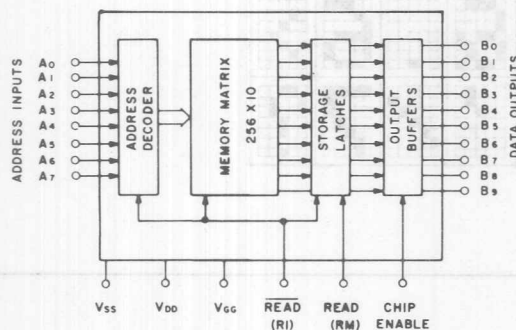 ADDRESS INPUTS
A0
A1
A2
A3
A4
A5
A6
A7
ADDRESS
DECODER
MEMORY MATRIX
256 X10
STORAGE
LATCHES
OUTPUT
BUFFERS
B0
B1
B2
B3
B4
B5
B6
B7
B8
B9
DATA OUTPUTS
VSS
VDD
VGG
READ
(RI)
READ
(RM)
CHIP
ENABLE